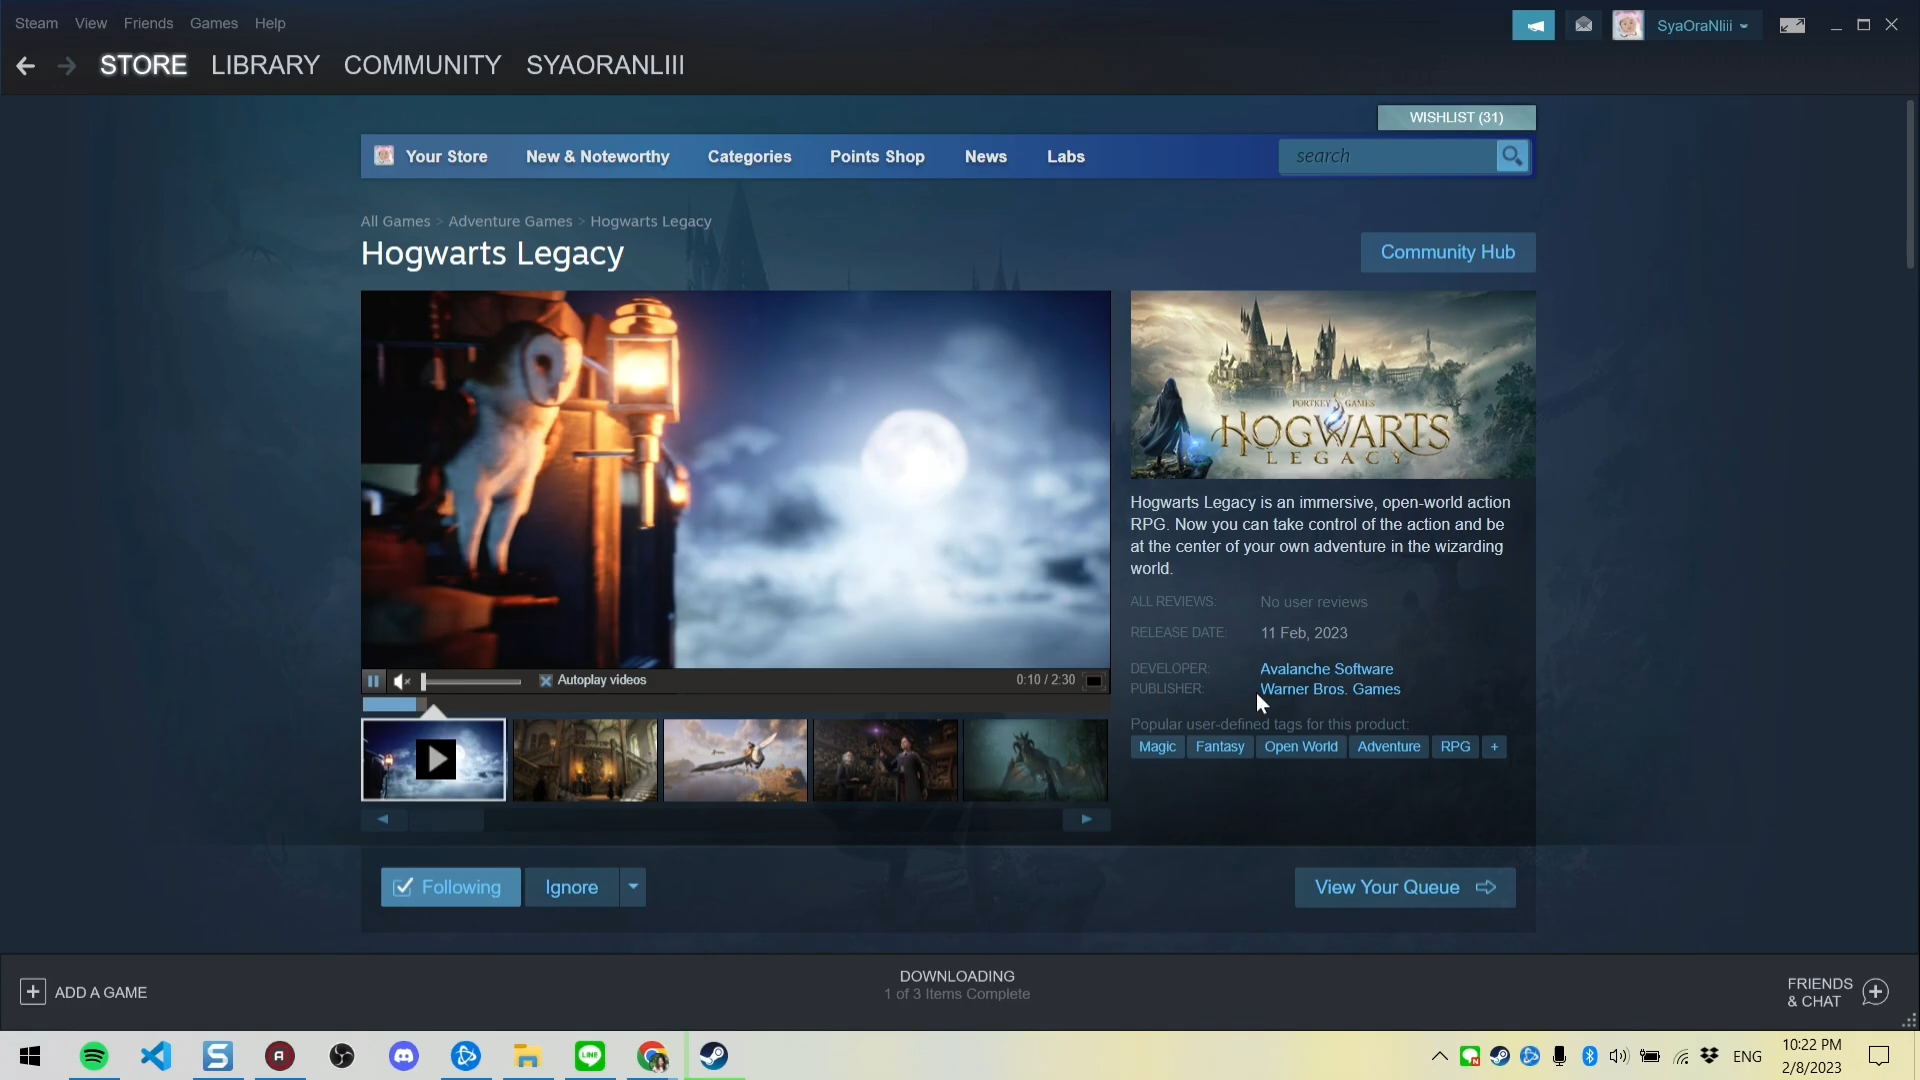 Steam View Friends Games Help
SyaOraNliii
STORE LIBRARY COMMUNITY SYAORANLIII
WISHLIST (31)
Your Store New & Noteworthy Categories Points Shop News Labs search
All Games > Adventure Games > Hogwarts Legacy
Hogwarts Legacy
Community Hub
PORTKEY GAMES
HOGWARTS
LEGACY
Hogwarts Legacy is an immersive, open-world action
RPG. Now you can take control of the action and be
at the center of your own adventure in the wizarding
world.
ALL REVIEWS: No user reviews
RELEASE DATE: 11 Feb, 2023
DEVELOPER: Avalanche Software
PUBLISHER: Warner Bros. Games
Popular user-defined tags for this product:
Magic Fantasy Open World Adventure RPG +
Autoplay videos 0:10 / 2:30
Following Ignore View Your Queue
ADD A GAME
DOWNLOADING
1 of 3 Items Complete
FRIENDS
& CHAT
LINE
ENG
10:22 PM
2/8/2023